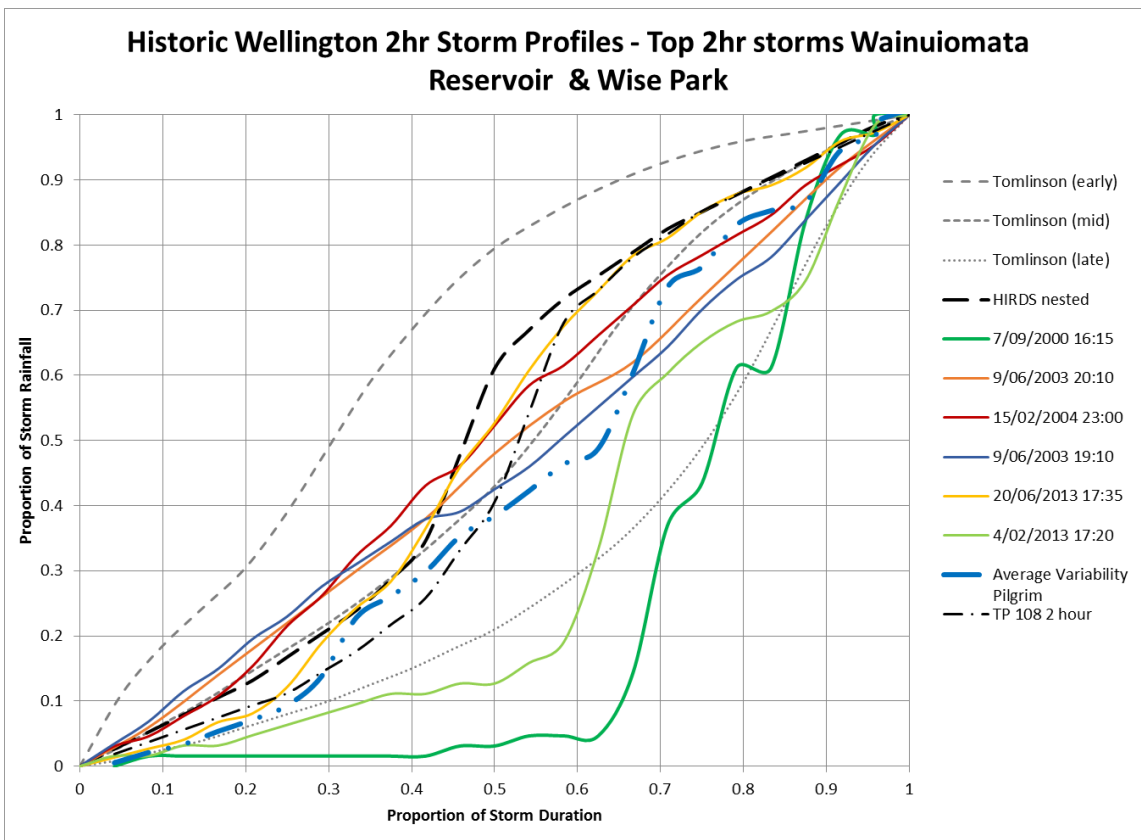 Historic Wellington 2hr Storm Profiles - Top 2hr storms Wainuiomata
Reservoir & Wise Park
Proportion of Storm Rainfall
1
0.9
0.8
0.7
0.6
0.5
0.4
0.3
0.2
0.1
0
0 0.1 0.2 0.3 0.4 0.5 0.6 0.7 0.8 0.9 1
Proportion of Storm Duration
Tomlinson (early)
Tomlinson (mid)
Tomlinson (late)
HIRDS nested
7/09/2000 16:15
9/06/2003 20:10
15/02/2004 23:00
9/06/2003 19:10
20/06/2013 17:35
4/02/2013 17:20
Average Variability
Pilgrim
TP 108 2 hour